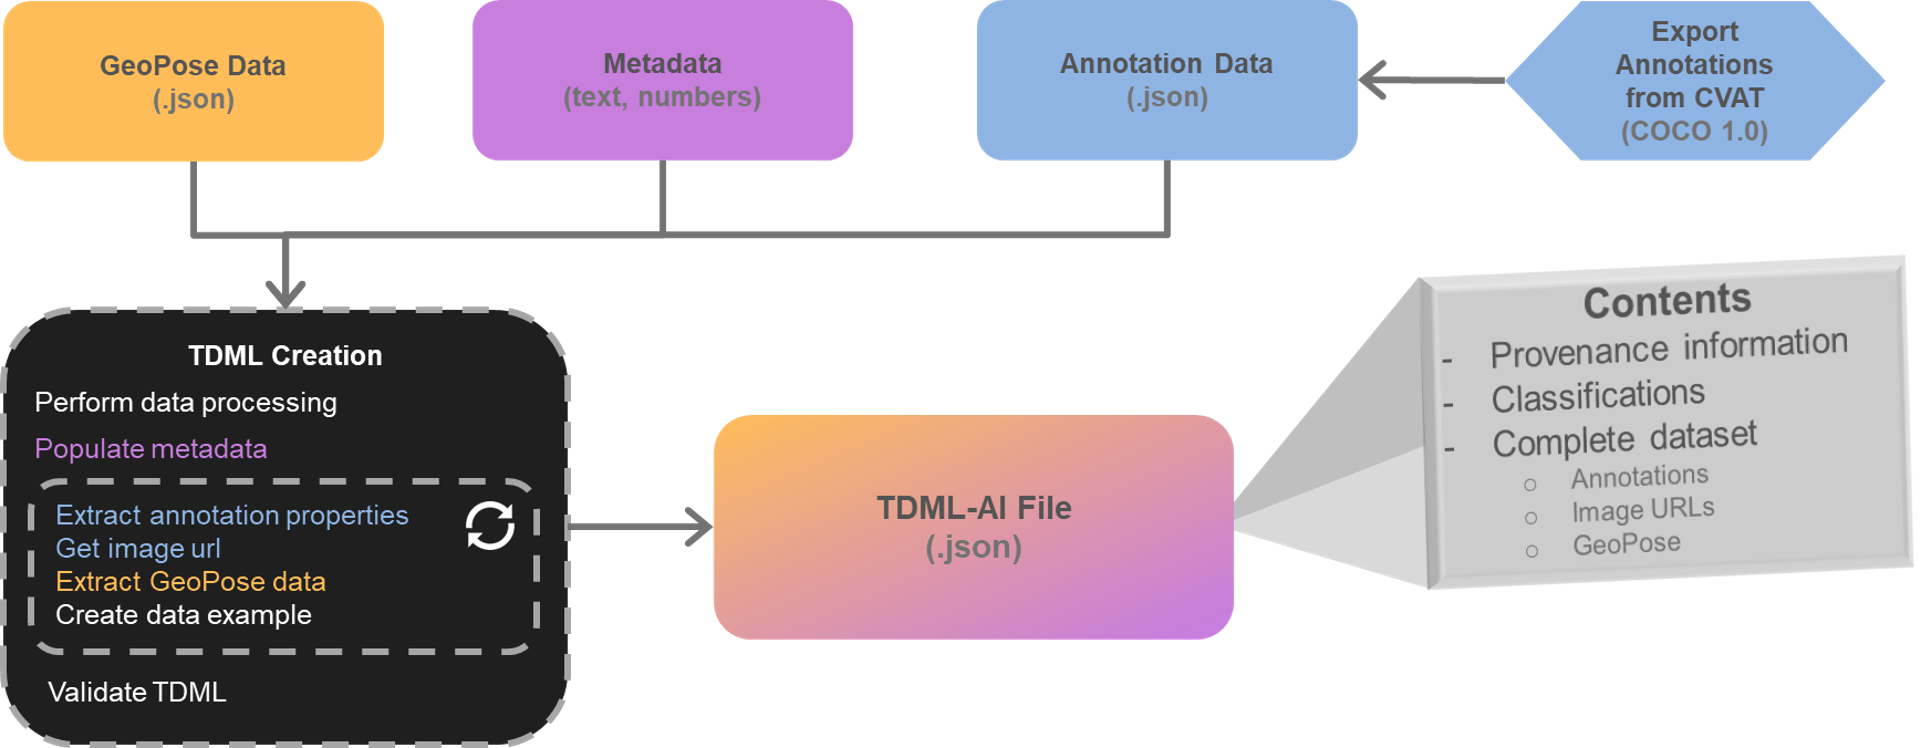 GeoPose Data
(.json)
Metadata
(text, numbers)
Annotation Data
(.json)
Export
Annotations
from CVAT
(COCO 1.0)
TDML Creation
Perform data processing
Populate metadata
Extract annotation properties
Get image url
Extract GeoPose data
Create data example
Validate TDML
TDML-AI File
(.json)
Contents
- Provenance information
- Classifications
- Complete dataset
o Annotations
o Image URLs
o GeoPose